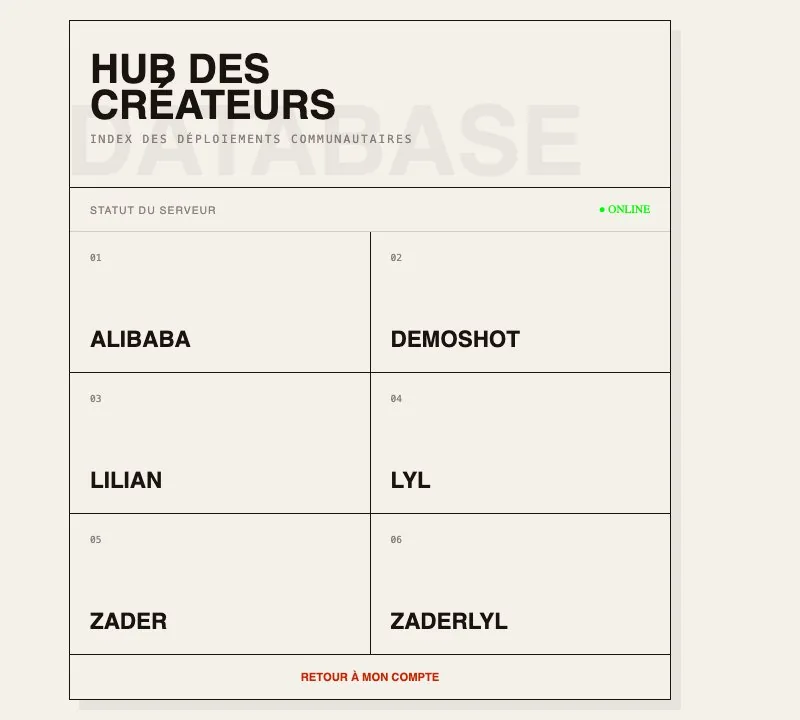 HUB DES
CRÉATEURS
DATABASE
INDEX DES DÉPLOIEMENTS COMMUNAUTAIRES
STATUT DU SERVEUR
● ONLINE
01
02
ALIBABA
DEMOSHOT
03
04
LILIAN
LYL
05
06
ZADER
ZADERLYL
RETOUR À MON COMPTE